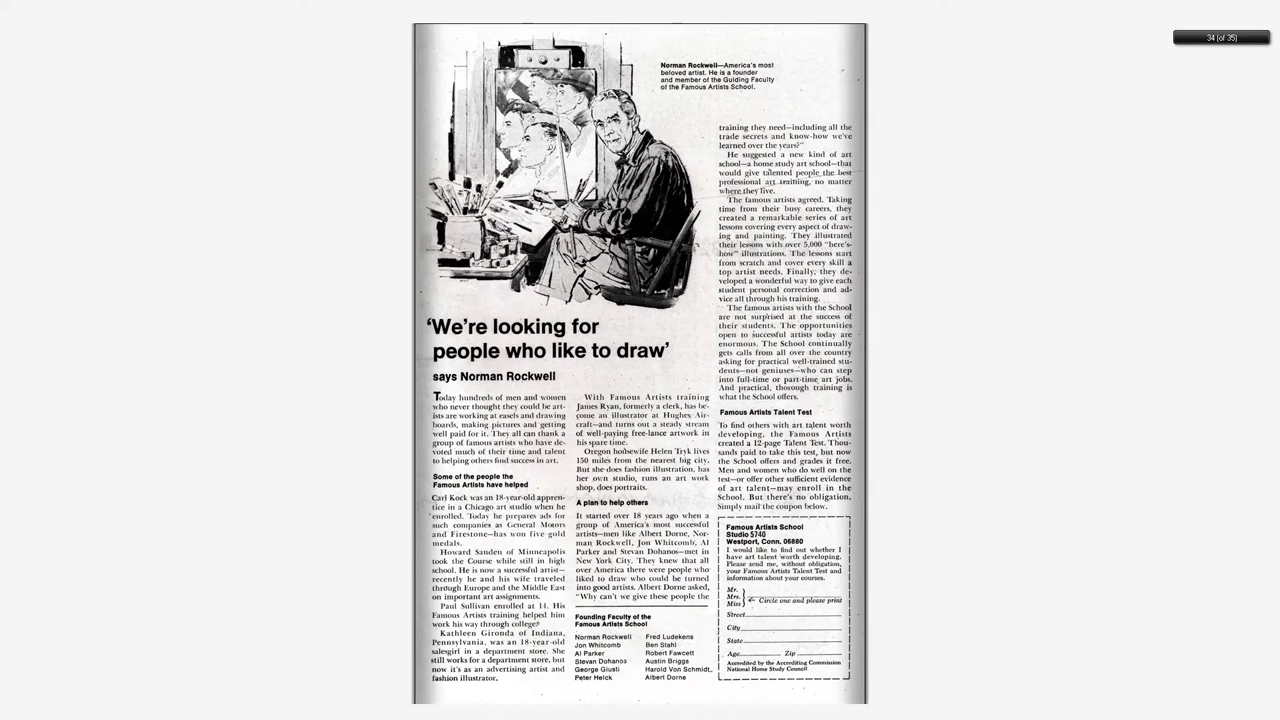 34 (of 35)
Norman Rockwell—America's most
beloved artist. He is a founder
and member of the Guiding Faculty
of the Famous Artists School.
'We're looking for
people who like to draw'
says Norman Rockwell
Today hundreds of men and women
who never thought they could be art-
ists are working at easels and drawing
boards, making pictures and getting
well paid for it. They all can thank a
group of famous artists who have de-
voted much of their time and talent
to helping others find success in art.
Some of the people the
Famous Artists have helped
Carl Kock was an 18-year-old appren-
tice in a Chicago art studio when he
enrolled. Today he prepares ads for
such companies as General Motors
and Firestone—has won five gold
medals.
Howard Sanden of Minneapolis
took the Course while still in high
school. He is now a successful artist—
recently he and his wife traveled
through Europe and the Middle East
on important art assignments.
Paul Sullivan enrolled at 14. His
Famous Artists training helped him
work his way through college.
Kathleen Gironda of Indiana,
Pennsylvania, was an 18-year-old
salesgirl in a department store. She
still works for a department store, but
now it's as an advertising artist and
fashion illustrator.
With Famous Artists training
James Ryan, formerly a clerk, has be-
come an illustrator at Hughes Air-
craft—and turns out a steady stream
of well-paying free-lance artwork in
his spare time.
Oregon housewife Helen Tryk lives
150 miles from the nearest big city.
But she does fashion illustration, has
her own studio, runs an art work
shop, does portraits.
A plan to help others
It started over 18 years ago when a
group of America's most successful
artists—men like Albert Dorne, Nor-
man Rockwell, Jon Whitcomb, Al
Parker and Stevan Dohanos—met in
New York City. They knew that all
over America there were people who
liked to draw who could be turned
into good artists. Albert Dorne asked,
"Why can't we give these people the
Founding Faculty of the
Famous Artists School
Norman Rockwell
Jon Whitcomb
Al Parker
Stevan Dohanos
George Giusti
Peter Helck
Fred Ludekens
Ben Stahl
Robert Fawcett
Austin Briggs
Harold Von Schmidt
Albert Dorne
training they need—including all the
trade secrets and know-how we've
learned over the years?"
He suggested a new kind of art
school—a home study art school—that
would give talented people the best
professional art training, no matter
where they live.
The famous artists agreed. Taking
time from their busy careers, they
created a remarkable series of art
lessons covering every aspect of draw-
ing and painting. They illustrated
their lessons with over 5,000 "here's-
how" illustrations. The lessons start
from scratch and cover every skill a
top artist needs. Finally, they de-
veloped a wonderful way to give each
student personal correction and ad-
vice all through his training.
The famous artists with the School
are not surprised at the success of
their students. The opportunities
open to successful artists today are
enormous. The School continually
gets calls from all over the country
asking for practical well-trained stu-
dents—not geniuses—who can step
into full-time or part-time art jobs.
And practical, thorough training is
what the School offers.
Famous Artists Talent Test
To find others with art talent worth
developing, the Famous Artists
created a 12-page Talent Test. Thou-
sands paid to take this test, but now
the School offers and grades it free.
Men and women who do well on the
test—or offer other sufficient evidence
of art talent—may enroll in the
School. But there's no obligation.
Simply mail the coupon below.
Famous Artists School
Studio 5740
Westport, Conn. 06880
I would like to find out whether I
have art talent worth developing.
Please send me, without obligation,
your Famous Artists Talent Test and
information about your courses.
Mr.
Mrs.
Miss
Circle one and please print
Street
City
State
Age Zip
Accredited by the Accrediting Commission
National Home Study Council